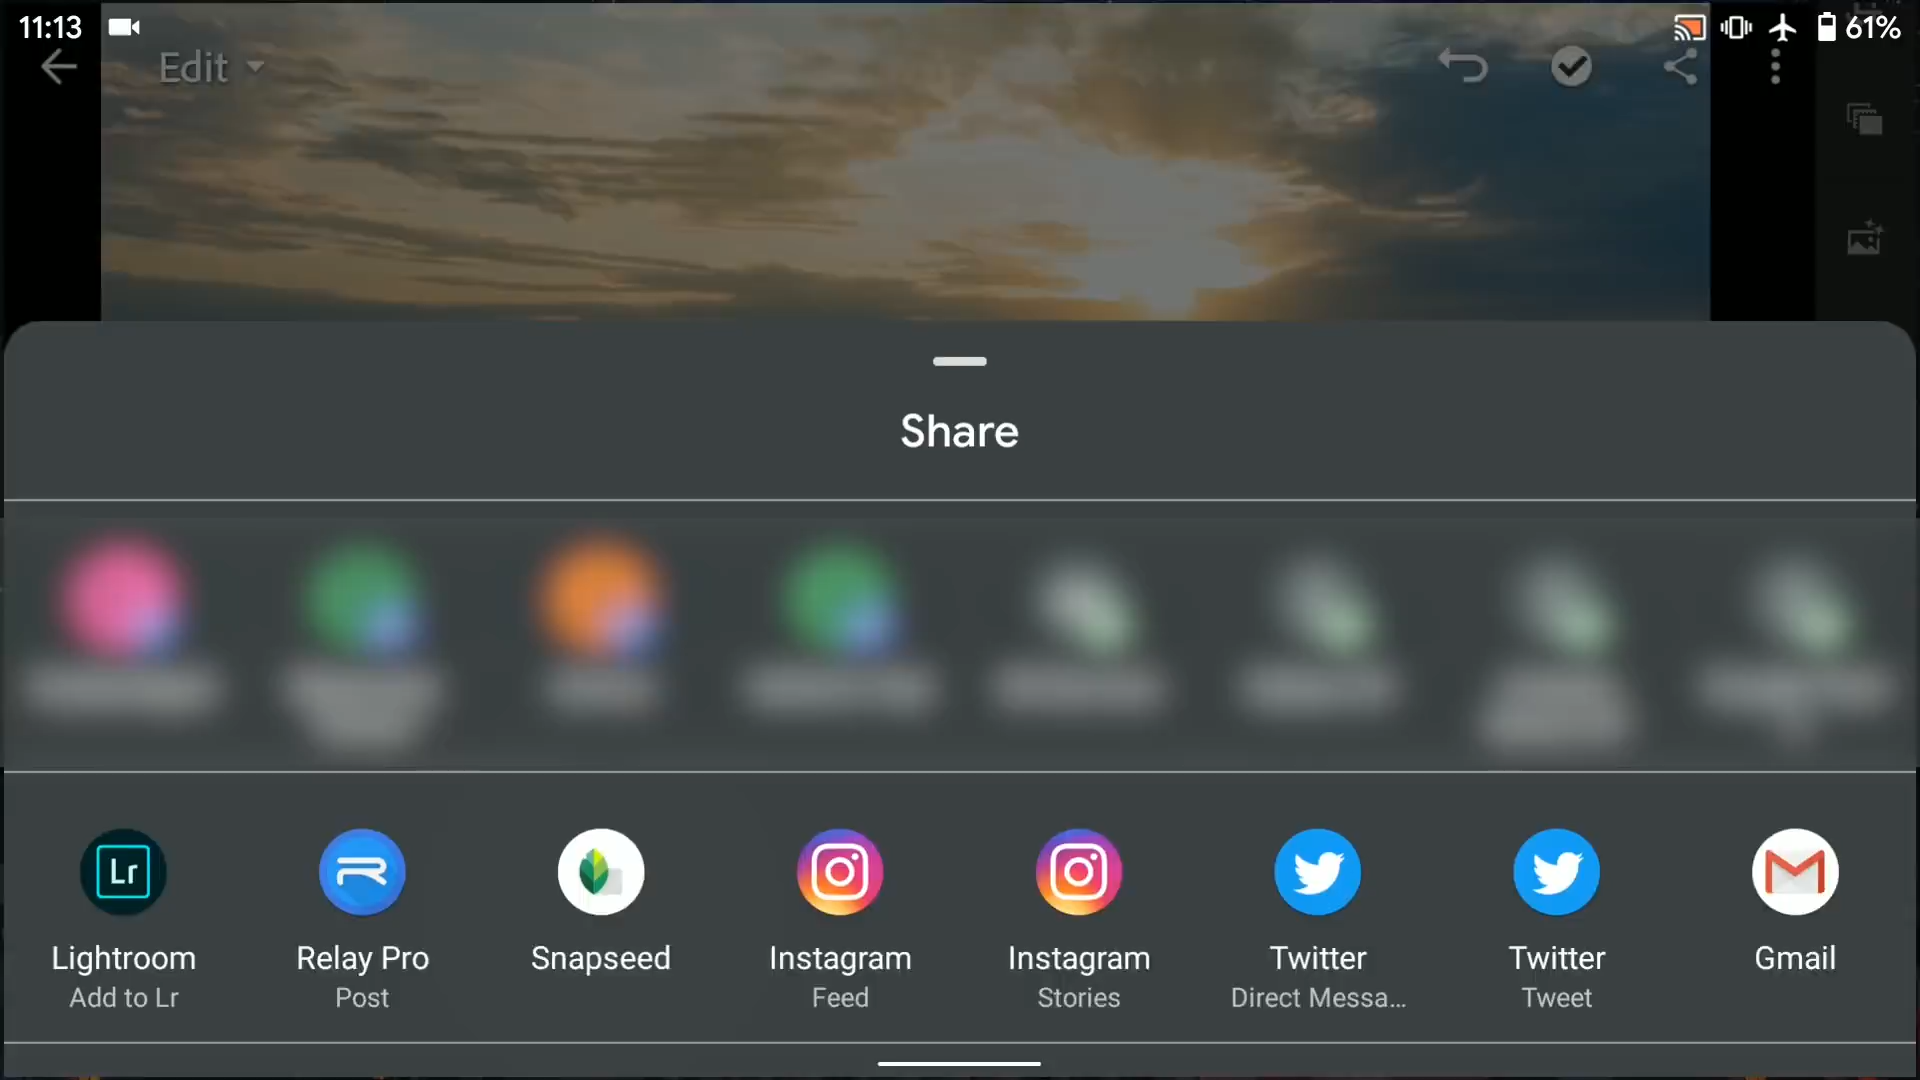 11:13
61%
Edit
Share
Lr
Lightroom
Add to Lr
Relay Pro
Post
Snapseed
Instagram
Feed
Instagram
Stories
Twitter
Direct Messa...
Twitter
Tweet
Gmail